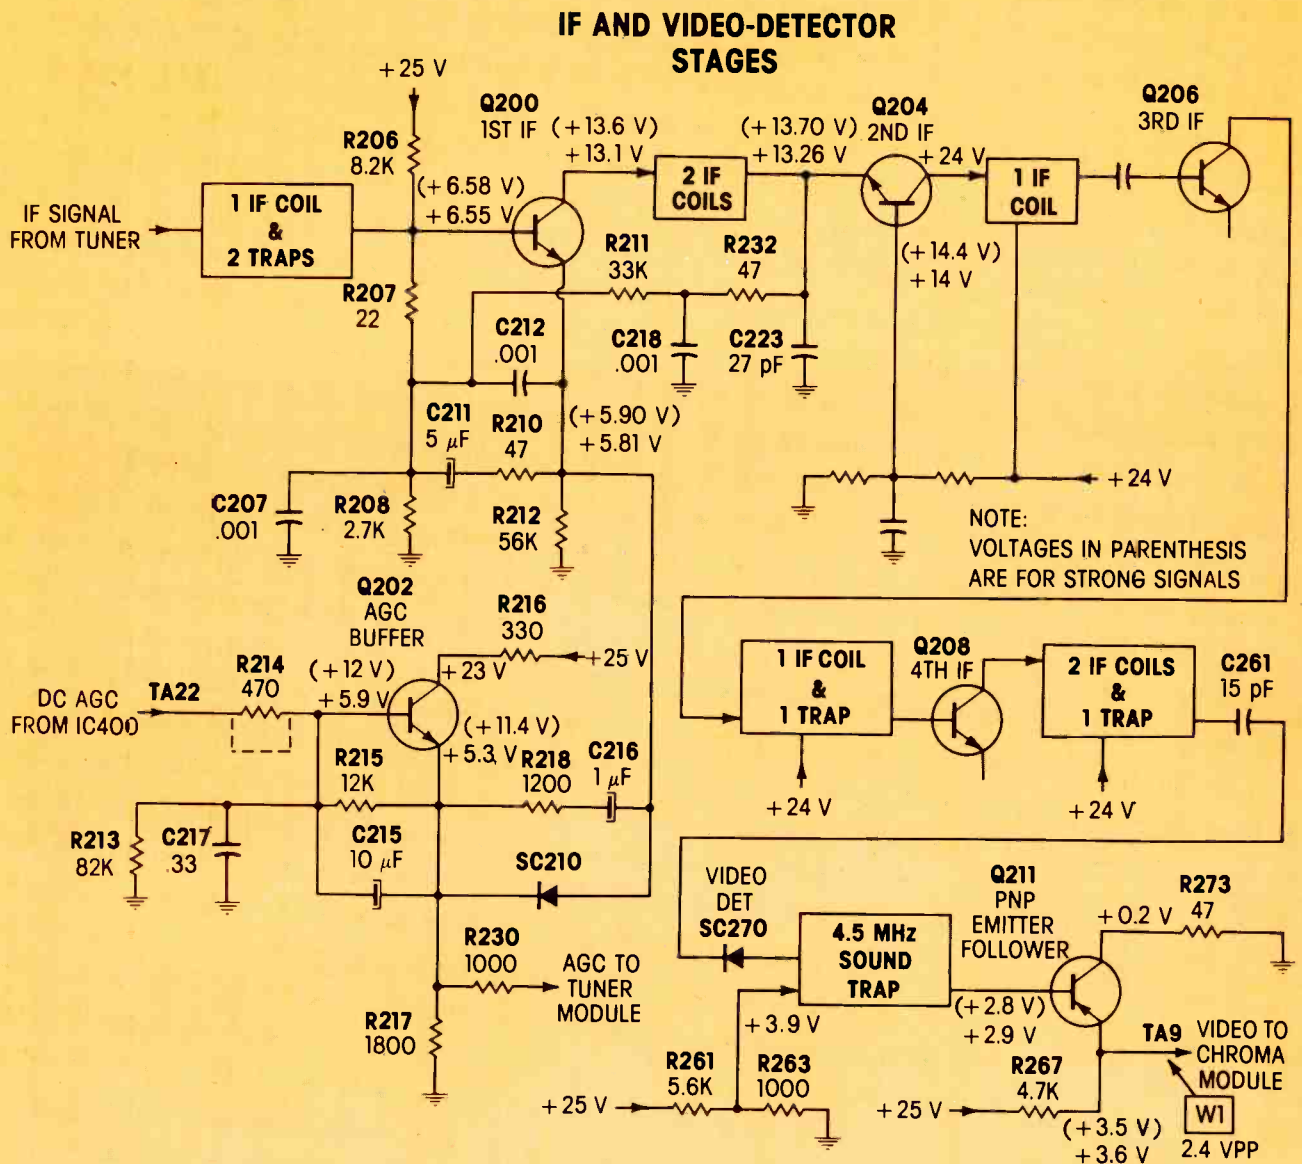 IF AND VIDEO-DETECTOR
STAGES
+25 V
Q200
1ST IF
(+13.6 V)
+13.1 V
(+13.70 V)
+13.26 V
Q204
2ND IF
+24 V
Q206
3RD IF
R206
8.2K
(+6.58 V)
+6.55 V
IF SIGNAL
FROM TUNER
1 IF COIL
&
2 TRAPS
2 IF
COILS
1 IF
COIL
R207
22
R211
33K
R232
47
(+14.4 V)
+14 V
C212
.001
C218
.001
C223
27 pF
C211
5 µF
R210
47
(+5.90 V)
+5.81 V
+24 V
C207
.001
R208
2.7K
R212
56K
NOTE:
VOLTAGES IN PARENTHESIS
ARE FOR STRONG SIGNALS
Q202
AGC
BUFFER
R216
330
+25 V
+23 V
DC AGC
FROM IC400
TA22
R214
470
(+12 V)
+5.9 V
(+11.4 V)
+5.3 V
R215
12K
R218
1200
C216
1 µF
R213
82K
C217
.33
C215
10 µF
SC210
R230
1000
AGC TO
TUNER
MODULE
R217
1800
1 IF COIL
&
1 TRAP
+24 V
Q208
4TH IF
2 IF COILS
&
1 TRAP
+24 V
C261
15 pF
VIDEO
DET
SC270
4.5 MHz
SOUND
TRAP
Q211
PNP
EMITTER
FOLLOWER
+0.2 V
R273
47
+3.9 V
(+2.8 V)
+2.9 V
TA9
VIDEO TO
CHROMA
MODULE
R261
5.6K
R263
1000
+25 V
R267
4.7K
+25 V
(+3.5 V)
+3.6 V
W1
2.4 VPP